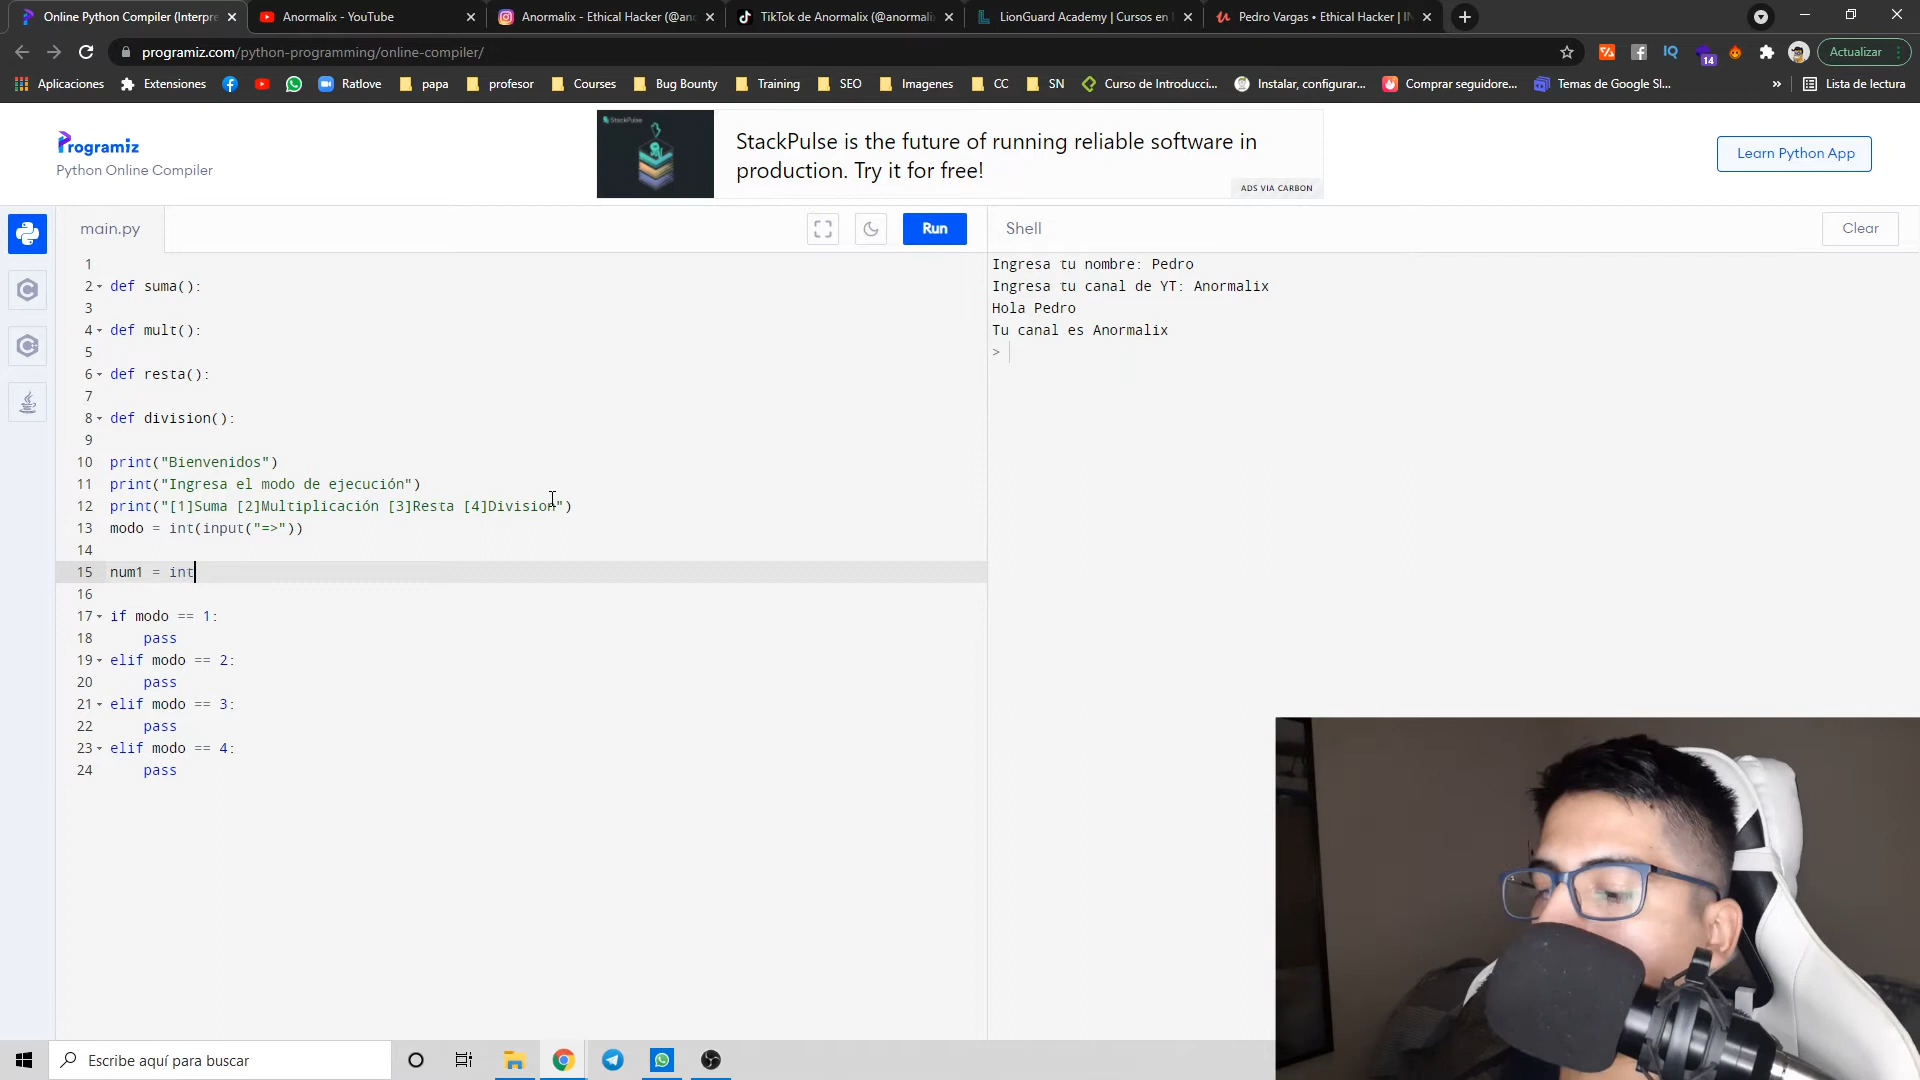 Online Python Compiler (Interpre
Anormalix - YouTube
Anormalix - Ethical Hacker (@an
TikTok de Anormalix (@anormali
LionGuard Academy | Cursos en
Pedro Vargas • Ethical Hacker | IN
programiz.com/python-programming/online-compiler/
IQ
14
Actualizar
Aplicaciones
Extensiones
Ratlove
papa
profesor
Courses
Bug Bounty
Training
SEO
Imagenes
CC
SN
Curso de Introducci...
Instalar, configurar...
Comprar seguidore...
Temas de Google Sl...
»
Lista de lectura
Programiz
Python Online Compiler
StackPulse
StackPulse is the future of running reliable software in
production. Try it for free!
ADS VIA CARBON
Learn Python App
main.py
Run
Shell
Clear
1
2 def suma():
3
4 def mult():
5
6 def resta():
7
8 def division():
9
10 print("Bienvenidos")
11 print("Ingresa el modo de ejecución")
12 print("[1]Suma [2]Multiplicación [3]Resta [4]Division")
13 modo = int(input("=>"))
14
15 num1 = int
16
17 if modo == 1:
18 pass
19 elif modo == 2:
20 pass
21 elif modo == 3:
22 pass
23 elif modo == 4:
24 pass
Ingresa tu nombre: Pedro
Ingresa tu canal de YT: Anormalix
Hola Pedro
Tu canal es Anormalix
>
Escribe aquí para buscar